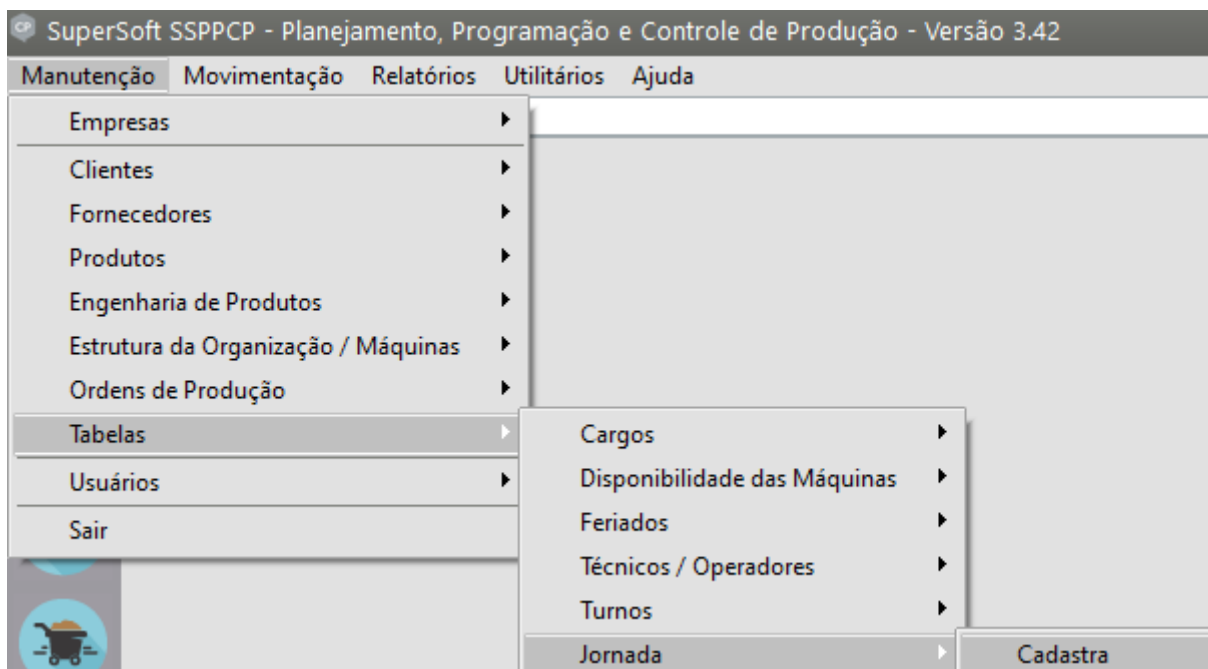 CP SuperSoft SSPPCP - Planejamento, Programação e Controle de Produção - Versão 3.42
Manutenção Movimentação Relatórios Utilitários Ajuda
Empresas
Clientes
Fornecedores
Produtos
Engenharia de Produtos
Estrutura da Organização / Máquinas
Ordens de Produção
Tabelas
Usuários
Sair
Cargos
Disponibilidade das Máquinas
Feriados
Técnicos / Operadores
Turnos
Jornada
Cadastra